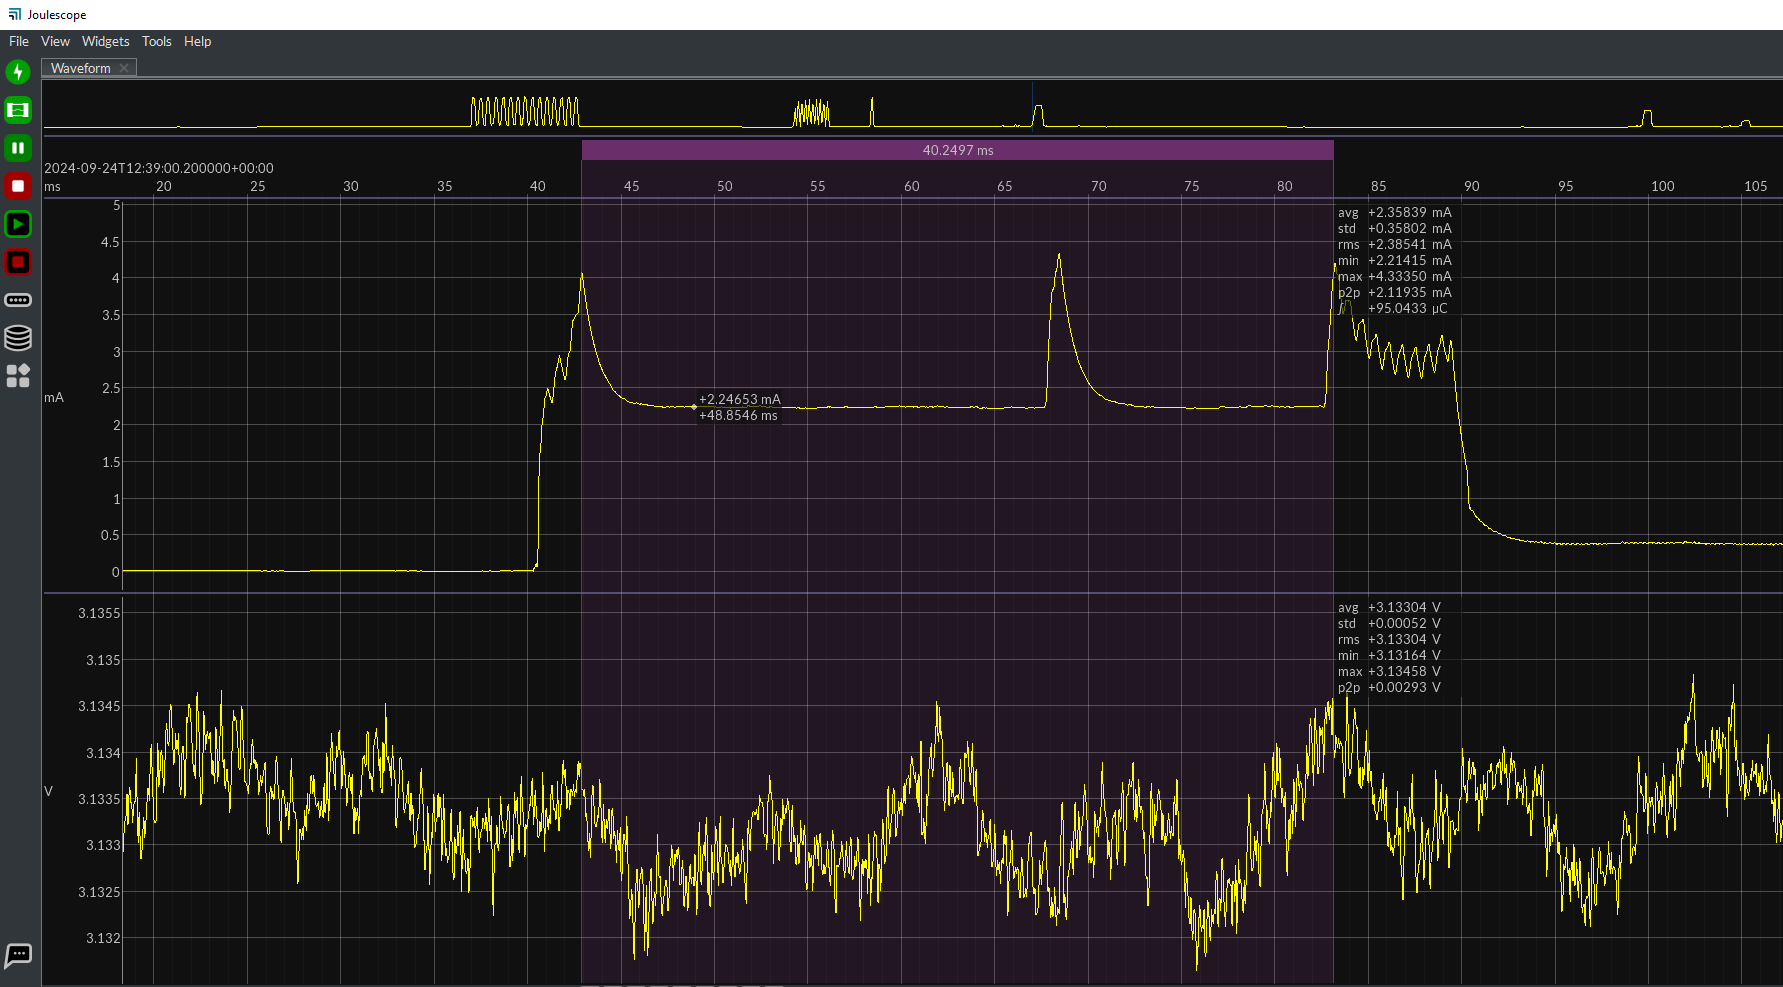 Joulescope
File View Widgets Tools Help
Waveform
40.2497 ms
2024-09-24T12:39:00.200000+00:00
ms 20 25 30 35 40 45 50 55 60 65 70 75 80 85 90 95 100 105
5
4.5
4
3.5
3
2.5
mA
2
1.5
1
0.5
0
avg +2.35839 mA
std +0.35802 mA
rms +2.38541 mA
min +2.21415 mA
max +4.33350 mA
p2p +2.11935 mA
∫ +95.0433 µC
+2.24653 mA
+48.8546 ms
3.1355
3.135
3.1345
3.134
V
3.1335
3.133
3.1325
3.132
avg +3.13304 V
std +0.00052 V
rms +3.13304 V
min +3.13164 V
max +3.13458 V
p2p +0.00293 V